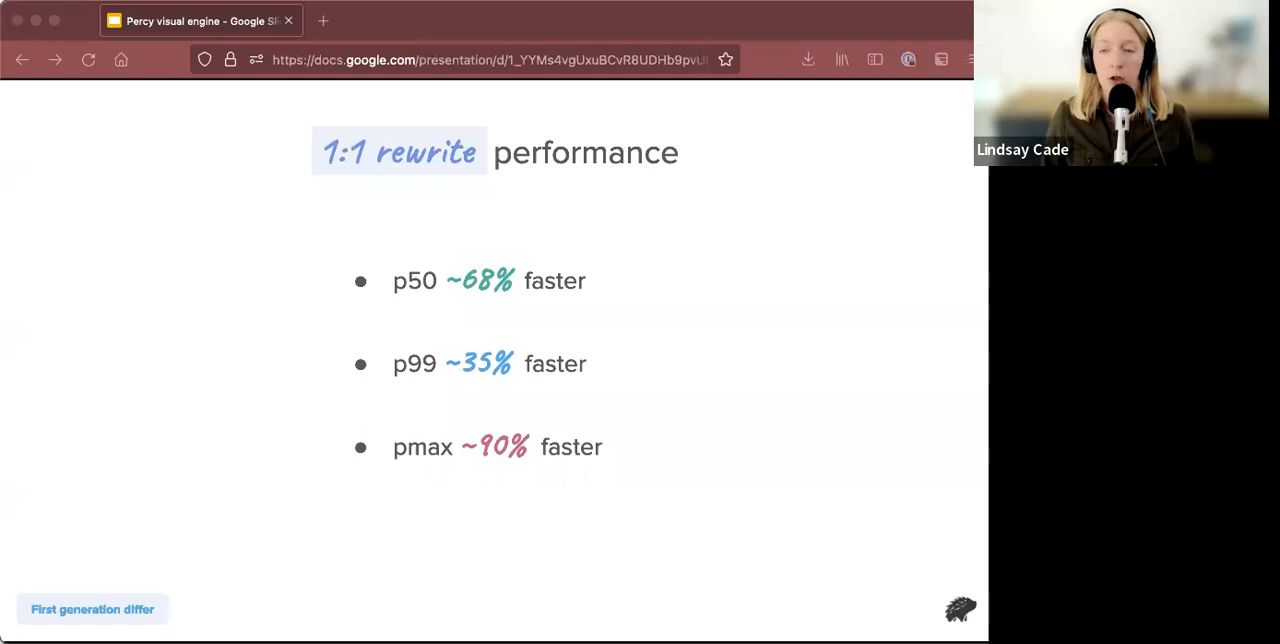 Percy visual engine - Google Sl
https://docs.google.com/presentation/d/1_YYMs4vgUxuBCvR8UDHb9pvU
Lindsay Cade
1:1 rewrite performance
● p50 ~68% faster
● p99 ~35% faster
● pmax ~90% faster
First generation differ